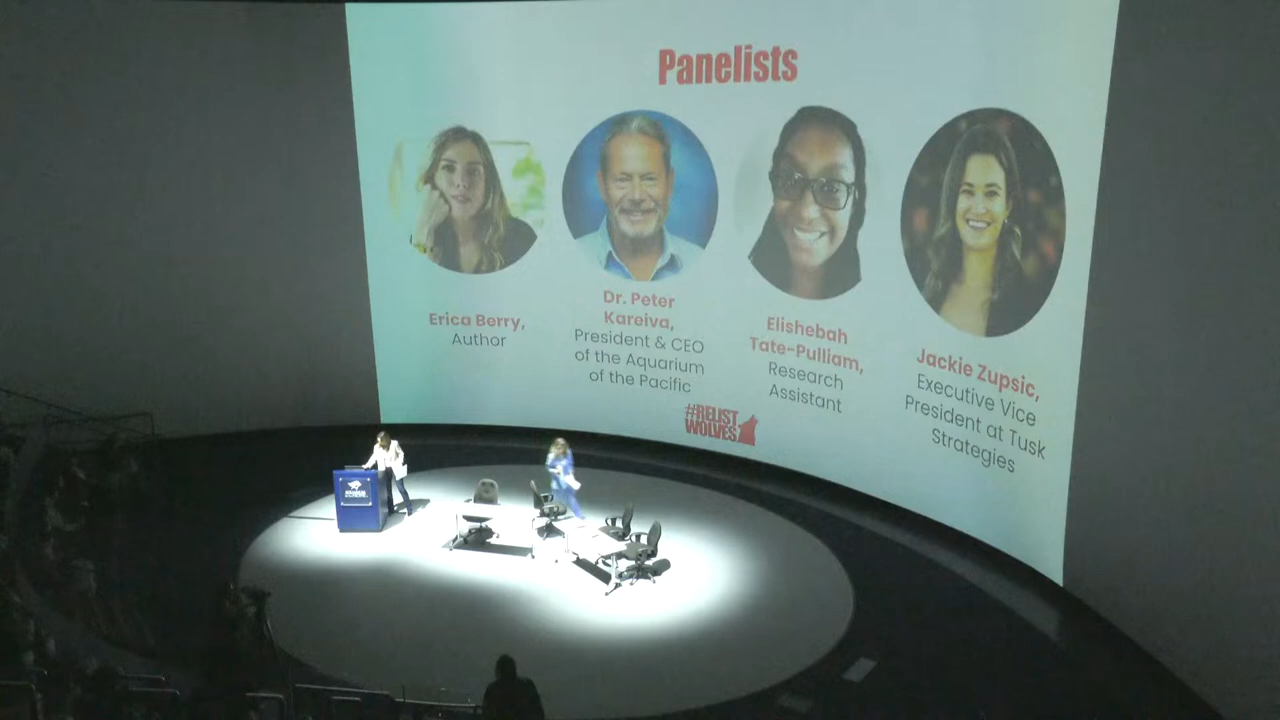 Panelists
Erica Berry,
Author
Dr. Peter
Kareiva,
President & CEO
of the Aquarium
of the Pacific
Elishebah
Tate-Pulliam,
Research
Assistant
Jackie Zupsic,
Executive Vice
President at Tusk
Strategies
#RELIST
WOLVES